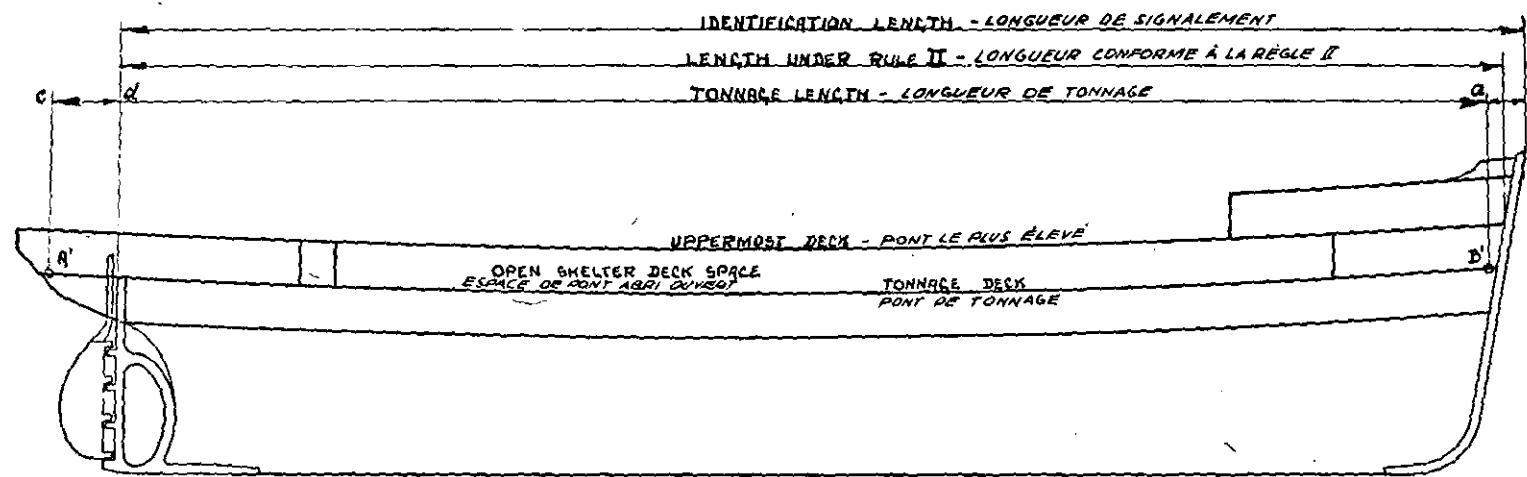 IDENTIFICATION LENGTH - LONGUEUR DE SIGNALEMENT
LENGTH UNDER RULE II - LONGUEUR CONFORME À LA RÈGLE II
c d TONNAGE LENGTH - LONGUEUR DE TONNAGE a
UPPERMOST DECK - PONT LE PLUS ÉLEVÉ
A' B'
OPEN SHELTER DECK SPACE TONNAGE DECK
ESPACE DE PONT ABRI OUVERT PONT DE TONNAGE